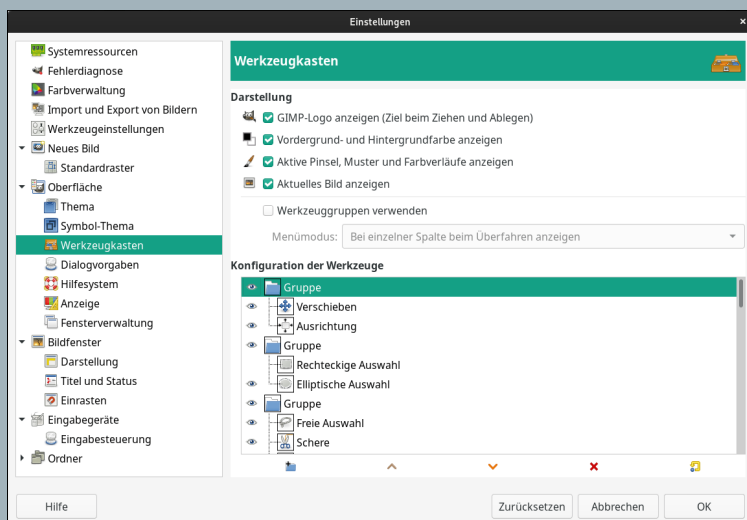 Einstellungen
Systemressourcen
Fehlerdiagnose
Farbverwaltung
Import und Export von Bildern
Werkzeugeinstellungen
Neues Bild
Standardraster
Oberfläche
Thema
Symbol-Thema
Werkzeugkasten
Dialogvorgaben
Hilfesystem
Anzeige
Fensterverwaltung
Bildfenster
Darstellung
Titel und Status
Einrasten
Eingabegeräte
Eingabesteuerung
Ordner
Werkzeugkasten
Darstellung
GIMP-Logo anzeigen (Ziel beim Ziehen und Ablegen)
Vordergrund- und Hintergrundfarbe anzeigen
Aktive Pinsel, Muster und Farbverläufe anzeigen
Aktuelles Bild anzeigen
Werkzeuggruppen verwenden
Menümodus: Bei einzelner Spalte beim Überfahren anzeigen
Konfiguration der Werkzeuge
Gruppe
Verschieben
Ausrichtung
Gruppe
Rechteckige Auswahl
Elliptische Auswahl
Gruppe
Freie Auswahl
Schere
Hilfe
Zurücksetzen
Abbrechen
OK